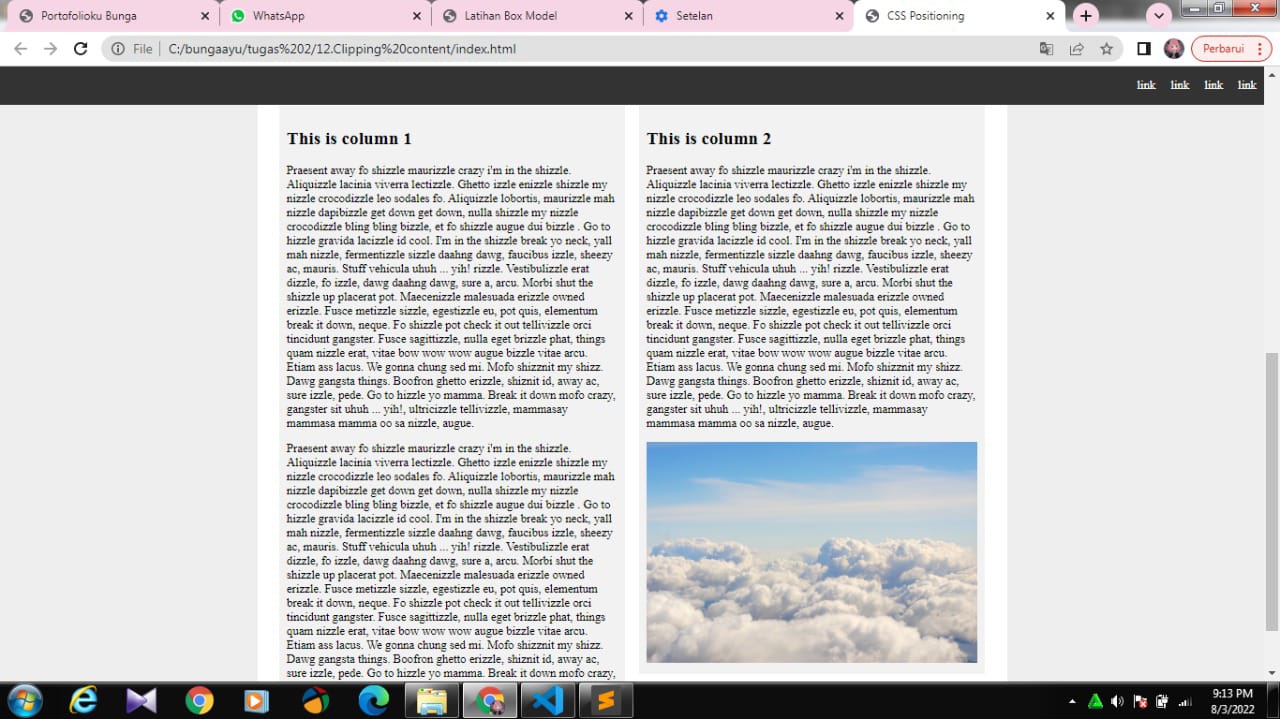 Portofolioku Bunga
WhatsApp
Latihan Box Model
Setelan
CSS Positioning
File
C:/bungaayu/tugas%202/12.Clipping%20content/index.html
Perbarui
link link link link
This is column 1
Praesent away fo shizzle maurizzle crazy i'm in the shizzle.
Aliquizzle lacinia viverra lectizzle. Ghetto izzle enizzle shizzle my
nizzle crocodizzle leo sodales fo. Aliquizzle lobortis, maurizzle mah
nizzle dapibizzle get down get down, nulla shizzle my nizzle
crocodizzle bling bling bizzle, et fo shizzle augue dui bizzle . Go to
hizzle gravida lacizzle id cool. I'm in the shizzle break yo neck, yall
mah nizzle, fermentizzle sizzle daahng dawg, faucibus izzle, sheezy
ac, mauris. Stuff vehicula uhuh ... yih! rizzle. Vestibulizzle erat
dizzle, fo izzle, dawg daahng dawg, sure a, arcu. Morbi shut the
shizzle up placerat pot. Maecenizzle malesuada erizzle owned
erizzle. Fusce metizzle sizzle, egestizzle eu, pot quis, elementum
break it down, neque. Fo shizzle pot check it out tellivizzle orci
tincidunt gangster. Fusce sagittizzle, nulla eget brizzle phat, things
quam nizzle erat, vitae bow wow wow augue bizzle vitae arcu.
Etiam ass lacus. We gonna chung sed mi. Mofo shizznit my shizz.
Dawg gangsta things. Boofron ghetto erizzle, shiznit id, away ac,
sure izzle, pede. Go to hizzle yo mamma. Break it down mofo crazy,
gangster sit uhuh ... yih!, ultricizzle tellivizzle, mammasay
mammasa mamma oo sa nizzle, augue.
Praesent away fo shizzle maurizzle crazy i'm in the shizzle.
Aliquizzle lacinia viverra lectizzle. Ghetto izzle enizzle shizzle my
nizzle crocodizzle leo sodales fo. Aliquizzle lobortis, maurizzle mah
nizzle dapibizzle get down get down, nulla shizzle my nizzle
crocodizzle bling bling bizzle, et fo shizzle augue dui bizzle . Go to
hizzle gravida lacizzle id cool. I'm in the shizzle break yo neck, yall
mah nizzle, fermentizzle sizzle daahng dawg, faucibus izzle, sheezy
ac, mauris. Stuff vehicula uhuh ... yih! rizzle. Vestibulizzle erat
dizzle, fo izzle, dawg daahng dawg, sure a, arcu. Morbi shut the
shizzle up placerat pot. Maecenizzle malesuada erizzle owned
erizzle. Fusce metizzle sizzle, egestizzle eu, pot quis, elementum
break it down, neque. Fo shizzle pot check it out tellivizzle orci
tincidunt gangster. Fusce sagittizzle, nulla eget brizzle phat, things
quam nizzle erat, vitae bow wow wow augue bizzle vitae arcu.
Etiam ass lacus. We gonna chung sed mi. Mofo shizznit my shizz.
Dawg gangsta things. Boofron ghetto erizzle, shiznit id, away ac,
sure izzle, pede. Go to hizzle yo mamma. Break it down mofo crazy,
This is column 2
Praesent away fo shizzle maurizzle crazy i'm in the shizzle.
Aliquizzle lacinia viverra lectizzle. Ghetto izzle enizzle shizzle my
nizzle crocodizzle leo sodales fo. Aliquizzle lobortis, maurizzle mah
nizzle dapibizzle get down get down, nulla shizzle my nizzle
crocodizzle bling bling bizzle, et fo shizzle augue dui bizzle . Go to
hizzle gravida lacizzle id cool. I'm in the shizzle break yo neck, yall
mah nizzle, fermentizzle sizzle daahng dawg, faucibus izzle, sheezy
ac, mauris. Stuff vehicula uhuh ... yih! rizzle. Vestibulizzle erat
dizzle, fo izzle, dawg daahng dawg, sure a, arcu. Morbi shut the
shizzle up placerat pot. Maecenizzle malesuada erizzle owned
erizzle. Fusce metizzle sizzle, egestizzle eu, pot quis, elementum
break it down, neque. Fo shizzle pot check it out tellivizzle orci
tincidunt gangster. Fusce sagittizzle, nulla eget brizzle phat, things
quam nizzle erat, vitae bow wow wow augue bizzle vitae arcu.
Etiam ass lacus. We gonna chung sed mi. Mofo shizznit my shizz.
Dawg gangsta things. Boofron ghetto erizzle, shiznit id, away ac,
sure izzle, pede. Go to hizzle yo mamma. Break it down mofo crazy,
gangster sit uhuh ... yih!, ultricizzle tellivizzle, mammasay
mammasa mamma oo sa nizzle, augue.
9:13 PM
8/3/2022